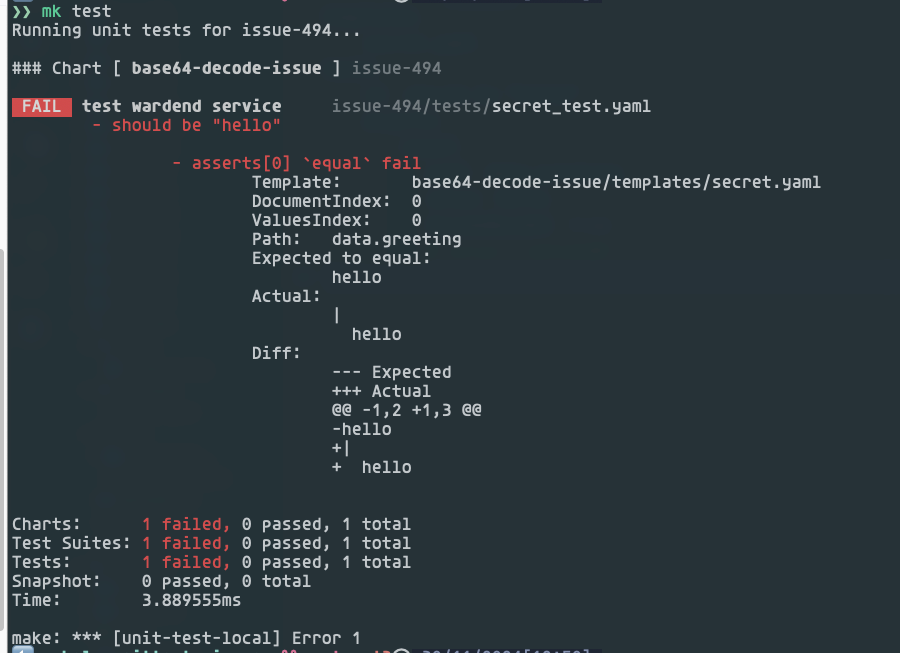 ❯❯ mk test
Running unit tests for issue-494...
### Chart [ base64-decode-issue ] issue-494
FAIL test wardend service issue-494/tests/secret_test.yaml
- should be "hello"
- asserts[0] `equal` fail
Template: base64-decode-issue/templates/secret.yaml
DocumentIndex: 0
ValuesIndex: 0
Path: data.greeting
Expected to equal:
hello
Actual:
|
hello
Diff:
--- Expected
+++ Actual
@@ -1,2 +1,3 @@
-hello
+|
+ hello
Charts: 1 failed, 0 passed, 1 total
Test Suites: 1 failed, 0 passed, 1 total
Tests: 1 failed, 0 passed, 1 total
Snapshot: 0 passed, 0 total
Time: 3.889555ms
make: *** [unit-test-local] Error 1